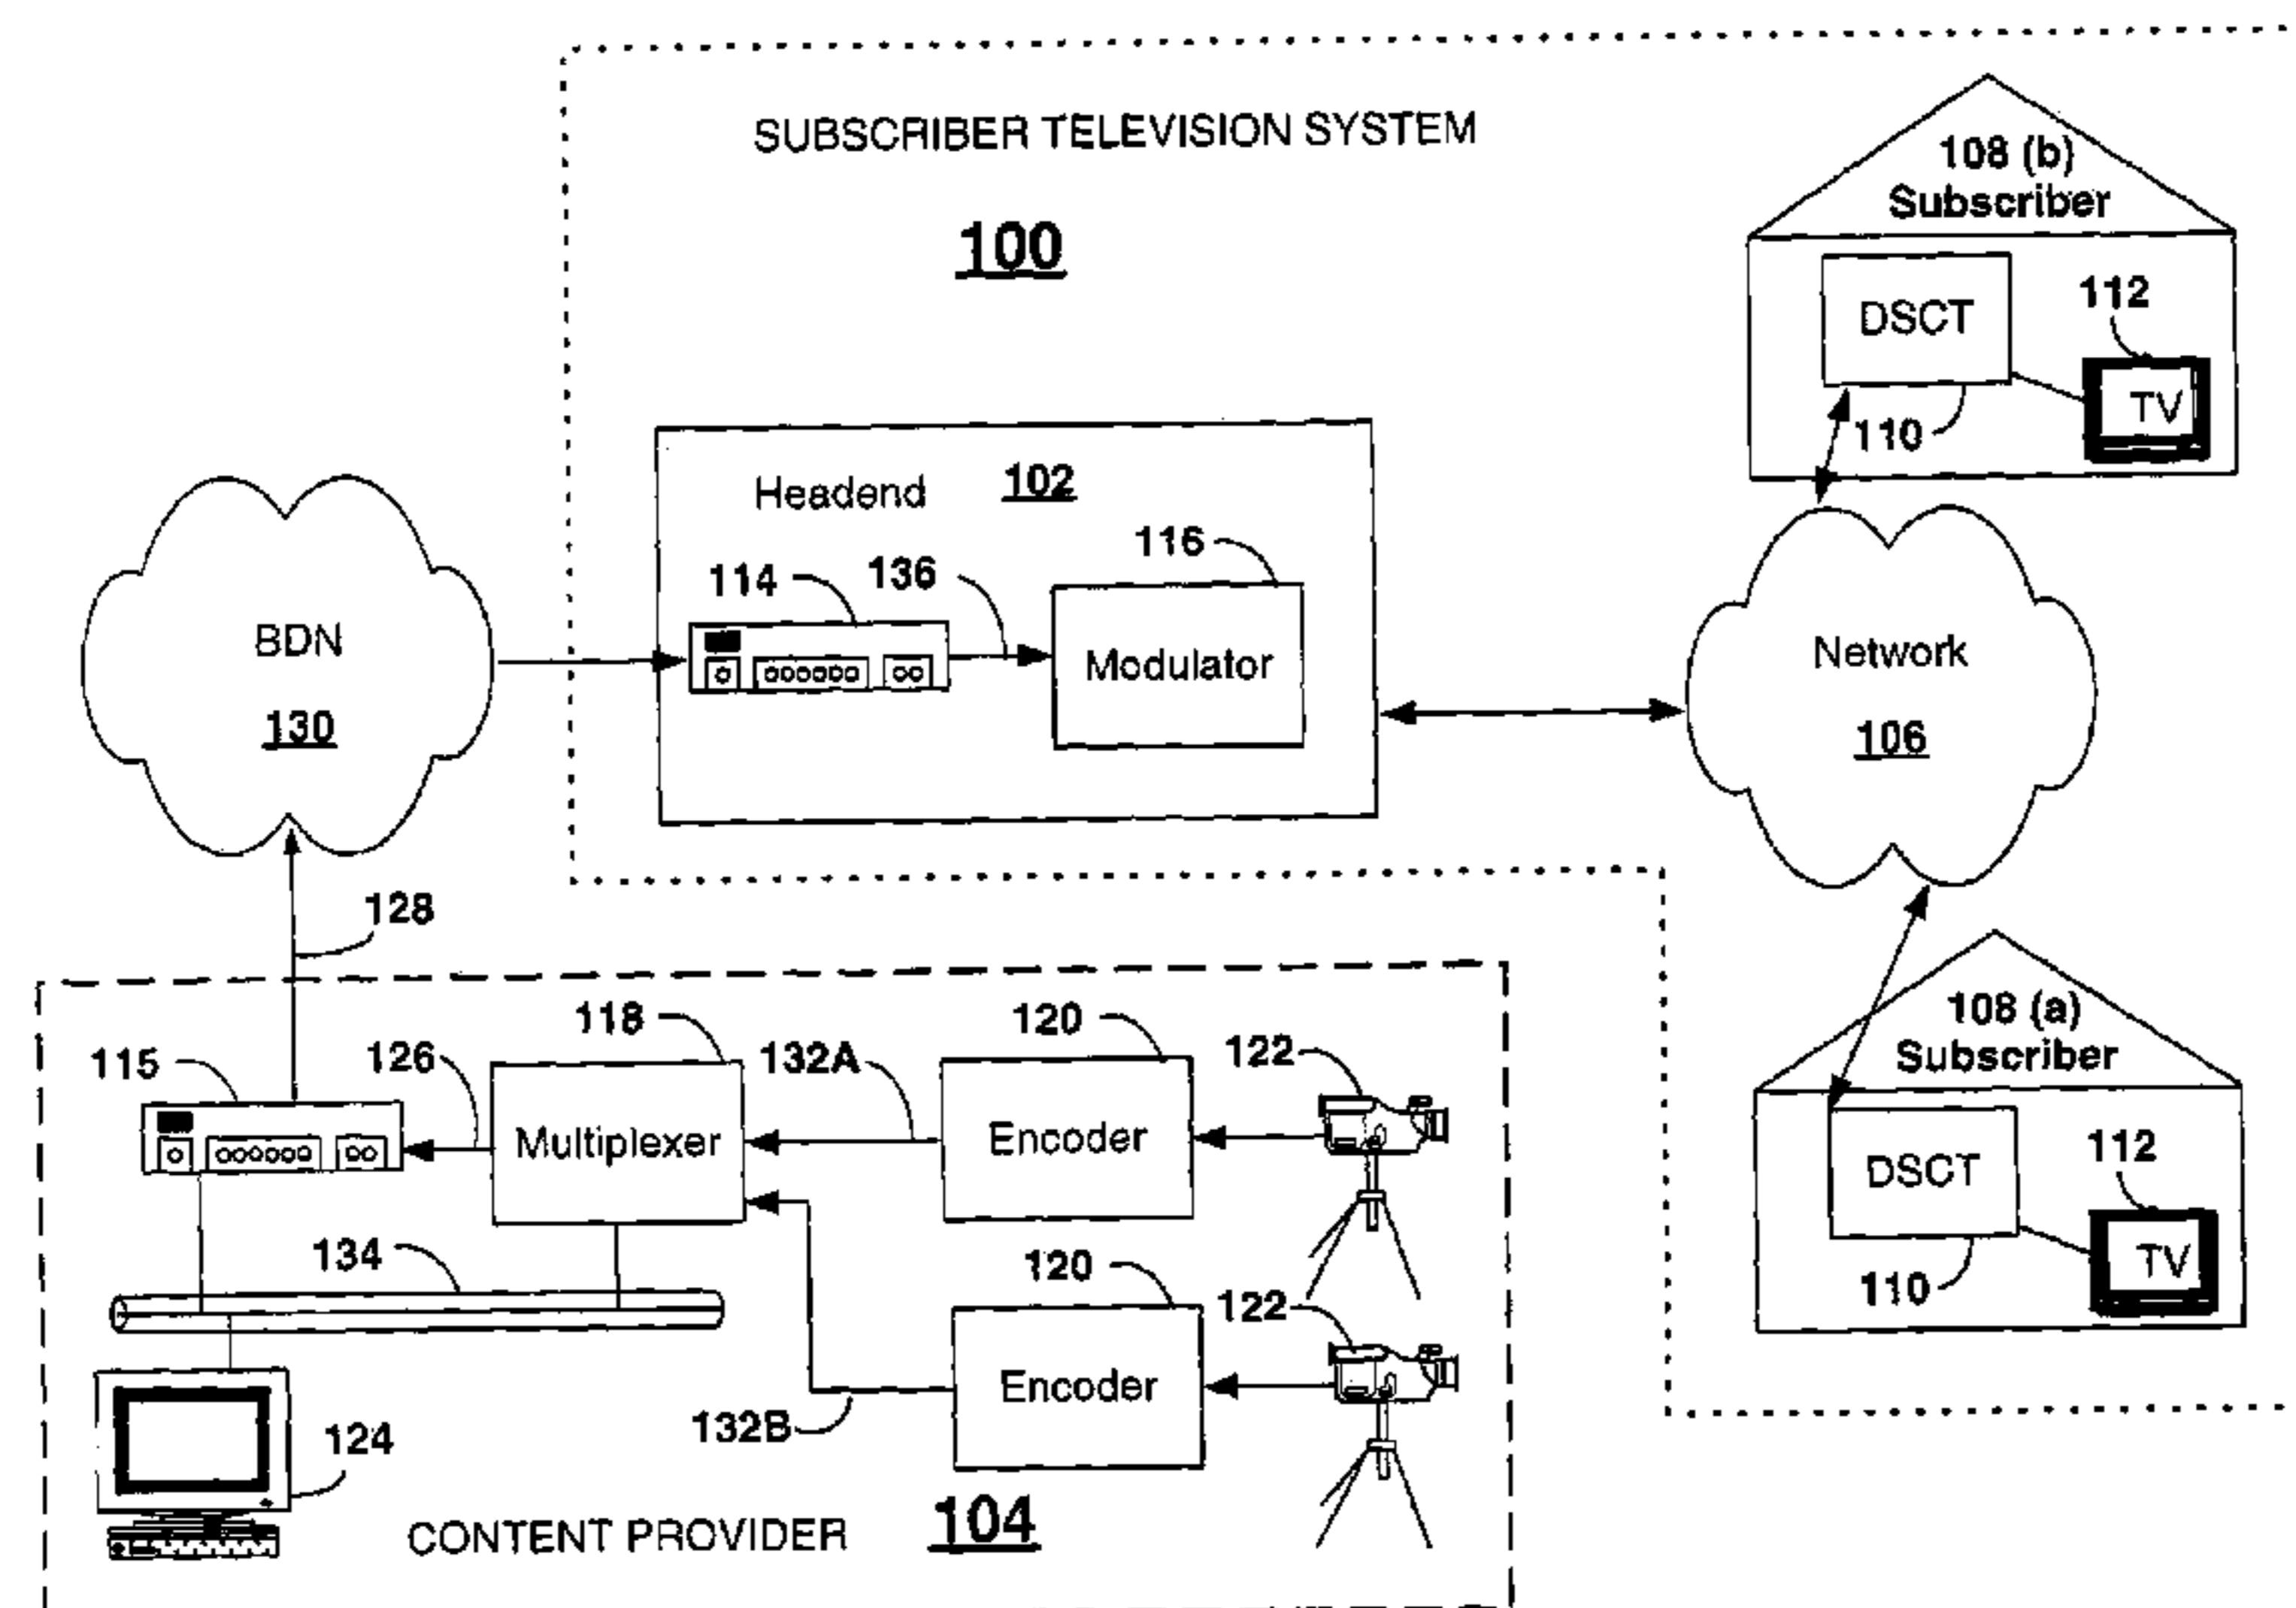 SUBSCRIBER TELEVISION SYSTEM
100
108 (b)
Subscriber
DSCT
112
TV
110
Headend
102
114
136
116
Modulator
BDN
130
Network
106
128
108 (a)
Subscriber
DSCT
112
TV
110
115
126
118
Multiplexer
132A
120
Encoder
122
134
120
Encoder
122
132B
124
CONTENT PROVIDER
104